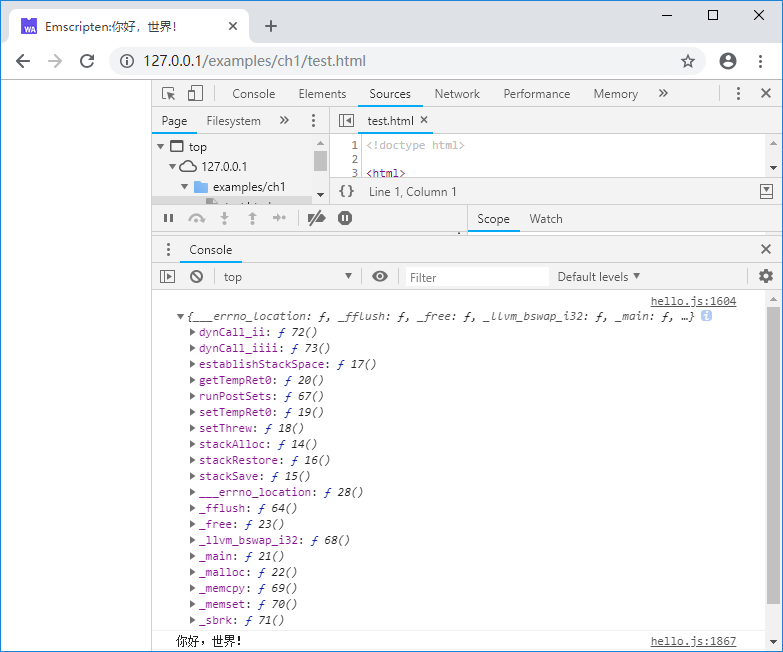 WA Emscripten:你好，世界！
127.0.0.1/examples/ch1/test.html
Console Elements Sources Network Performance Memory
Page Filesystem test.html
top
127.0.0.1
examples/ch1
1 <!doctype html>
2
3 <html>
{} Line 1, Column 1
Scope Watch
Console
top Filter Default levels
hello.js:1604
{___errno_location: ƒ, _fflush: ƒ, _free: ƒ, _llvm_bswap_i32: ƒ, _main: ƒ, …} i
dynCall_ii: ƒ 72()
dynCall_iiii: ƒ 73()
establishStackSpace: ƒ 17()
getTempRet0: ƒ 20()
runPostSets: ƒ 67()
setTempRet0: ƒ 19()
setThrew: ƒ 18()
stackAlloc: ƒ 14()
stackRestore: ƒ 16()
stackSave: ƒ 15()
___errno_location: ƒ 28()
_fflush: ƒ 64()
_free: ƒ 23()
_llvm_bswap_i32: ƒ 68()
_main: ƒ 21()
_malloc: ƒ 22()
_memcpy: ƒ 69()
_memset: ƒ 70()
_sbrk: ƒ 71()
你好，世界！ hello.js:1867